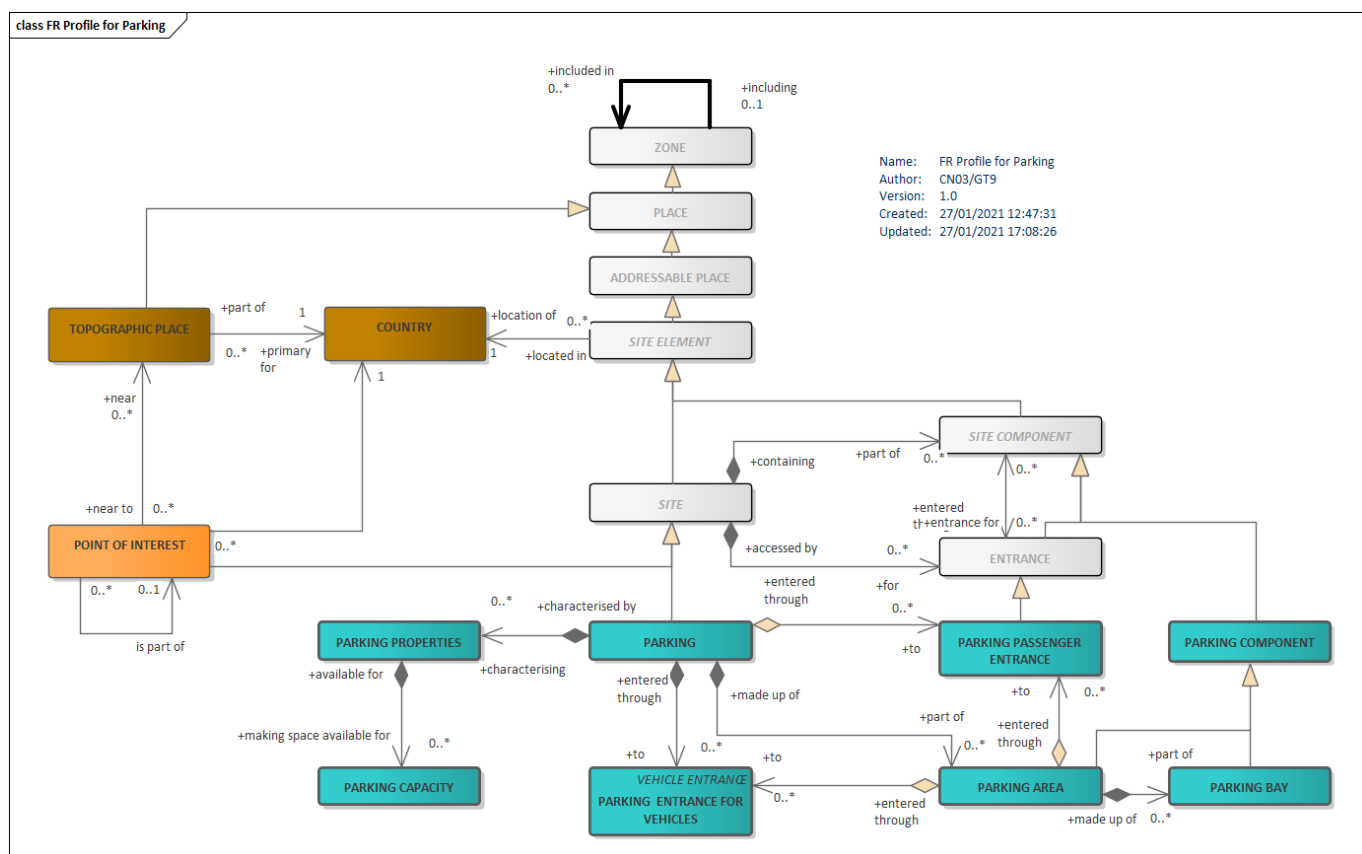 class FR Profile for Parking
+included in
0..*
+including
0..1
ZONE
Name: FR Profile for Parking
Author: CN03/GT9
Version: 1.0
Created: 27/01/2021 12:47:31
Updated: 27/01/2021 17:08:26
PLACE
ADDRESSABLE PLACE
TOPOGRAPHIC PLACE
+part of
1
0..*
+primary
for
COUNTRY
+location of
0..*
1
+located in
SITE ELEMENT
1
+near
0..*
SITE COMPONENT
+containing
+part of
0..*
0..*
SITE
+near to
0..*
+entered
+entrance for
0..*
POINT OF INTEREST
0..*
+accessed by
0..*
ENTRANCE
0..*
0..1
is part of
+entered
through
+for
0..*
0..*
+characterised by
PARKING PROPERTIES
PARKING
+to
PARKING PASSENGER
ENTRANCE
PARKING COMPONENT
+available for
+characterising
+entered
through
+made up of
+to
0..*
+making space available for
0..*
+to
0..*
+part of
0..*
+entered
through
+to
+part of
PARKING CAPACITY
VEHICLE ENTRANCE
PARKING ENTRANCE FOR
VEHICLES
0..*
+entered
through
PARKING AREA
+made up of
0..*
PARKING BAY